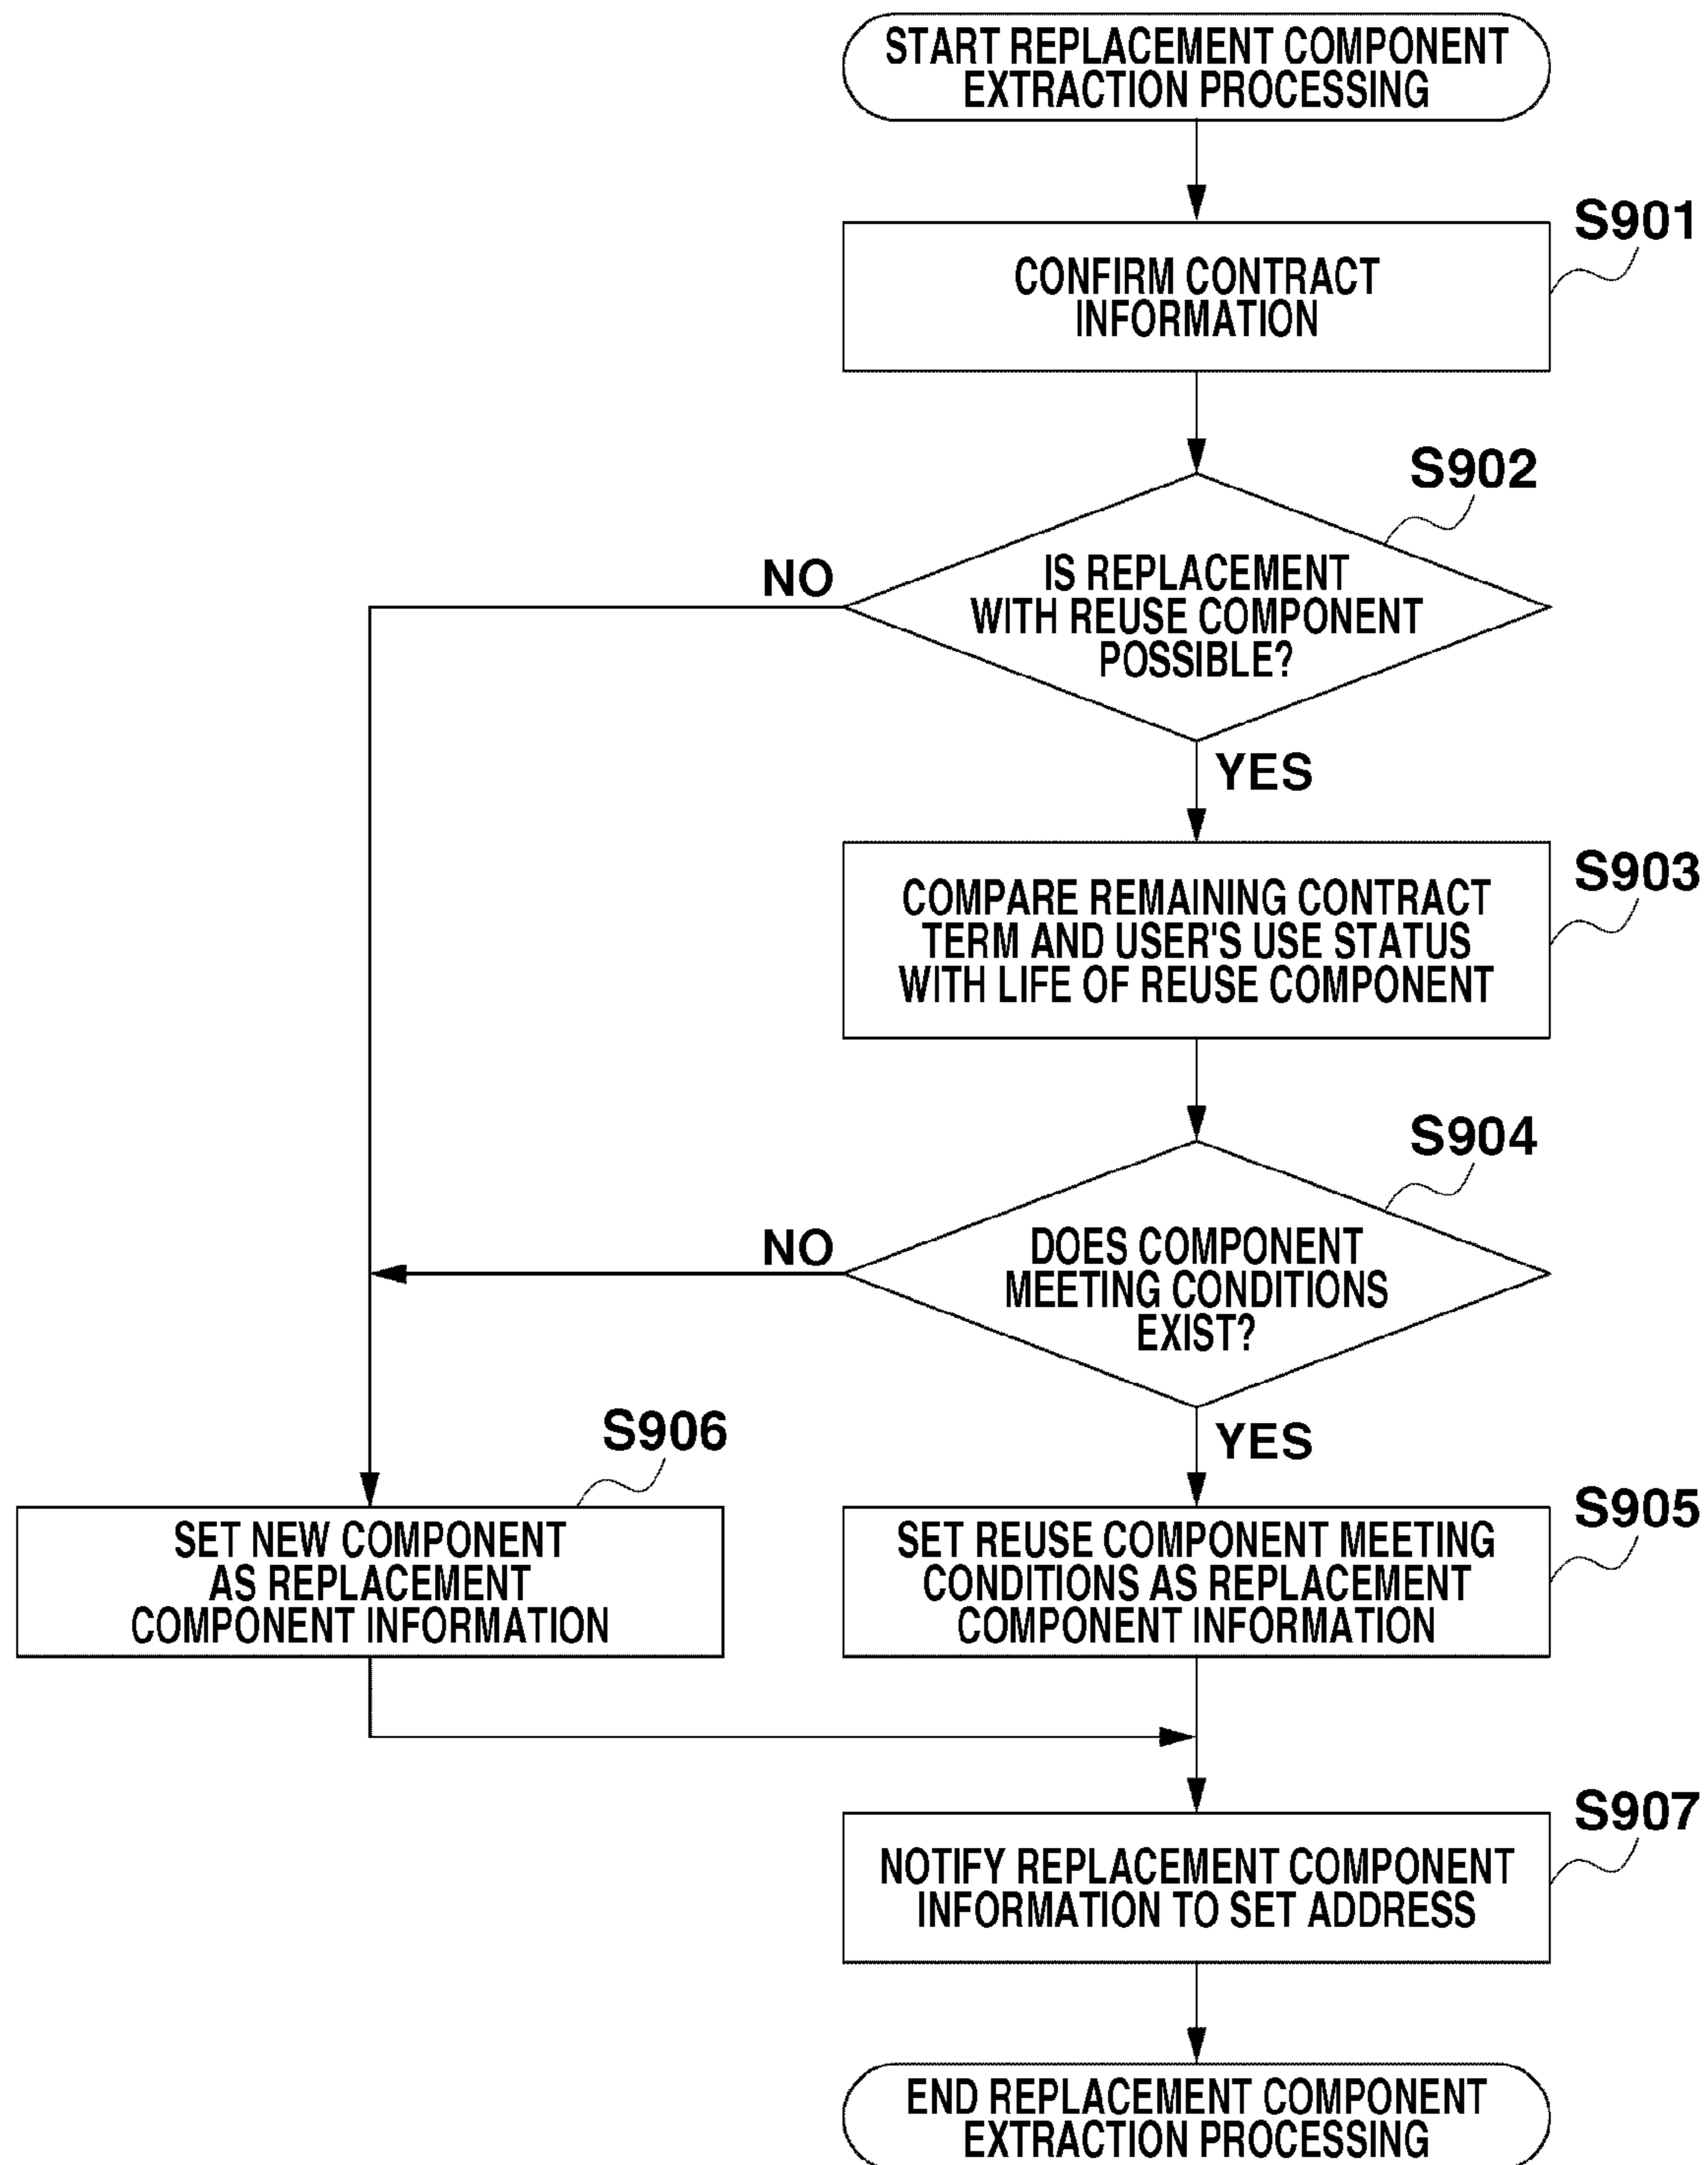 START REPLACEMENT COMPONENT
EXTRACTION PROCESSING
S901
CONFIRM CONTRACT
INFORMATION
S902
NO
IS REPLACEMENT
WITH REUSE COMPONENT
POSSIBLE?
YES
S903
COMPARE REMAINING CONTRACT
TERM AND USER'S USE STATUS
WITH LIFE OF REUSE COMPONENT
S904
NO
DOES COMPONENT
MEETING CONDITIONS
EXIST?
YES
S906
SET NEW COMPONENT
AS REPLACEMENT
COMPONENT INFORMATION
S905
SET REUSE COMPONENT MEETING
CONDITIONS AS REPLACEMENT
COMPONENT INFORMATION
S907
NOTIFY REPLACEMENT COMPONENT
INFORMATION TO SET ADDRESS
END REPLACEMENT COMPONENT
EXTRACTION PROCESSING